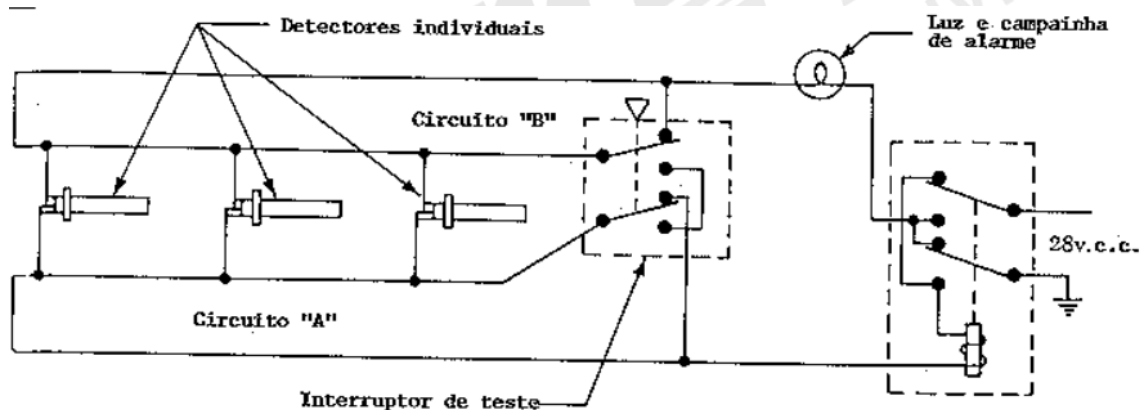 Detectores individuais
Luz e campainha
de alarme
Circuito "B"
28v.c.c.
Circuito "A"
Interruptor de teste